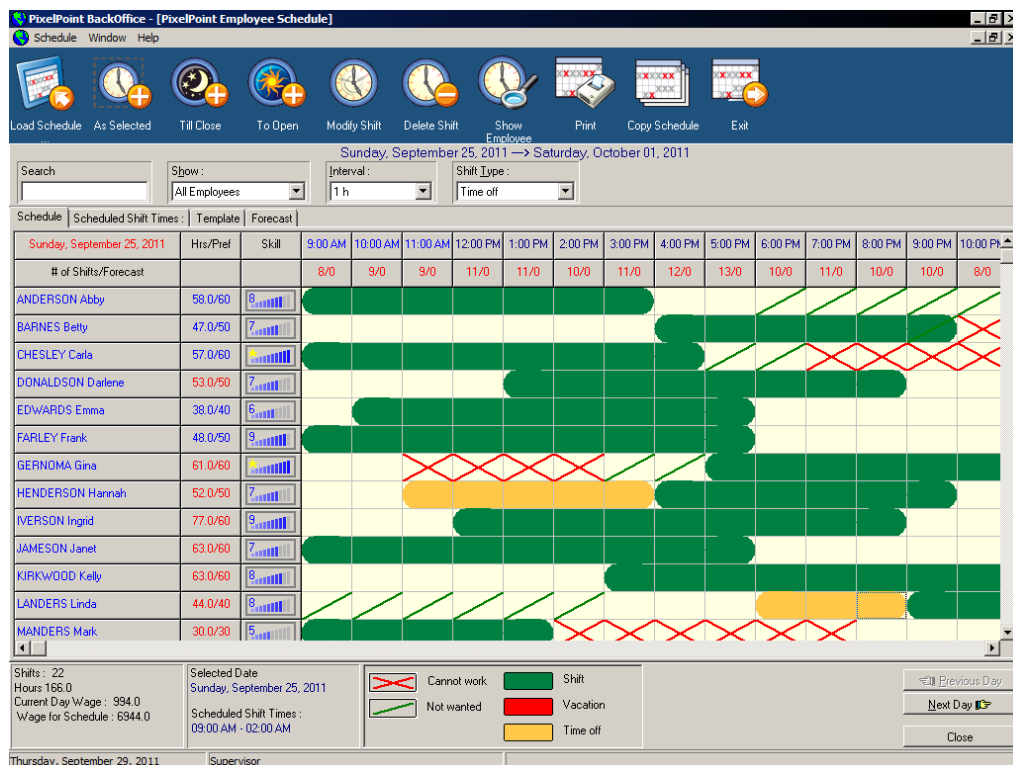 PixelPoint BackOffice - [PixelPoint Employee Schedule]
Schedule Window Help
Load Schedule ... As Selected Till Close To Open Modify Shift Delete Shift Show Employee Print Copy Schedule Exit
Sunday, September 25, 2011 —> Saturday, October 01, 2011
Search Show : Interval : Shift Type :
All Employees 1 h Time off
Schedule Scheduled Shift Times : Template Forecast
Sunday, September 25, 2011 Hrs/Pref Skill 9:00 AM 10:00 AM 11:00 AM 12:00 PM 1:00 PM 2:00 PM 3:00 PM 4:00 PM 5:00 PM 6:00 PM 7:00 PM 8:00 PM 9:00 PM 10:00 PM
# of Shifts/Forecast 8/0 9/0 9/0 11/0 11/0 10/0 11/0 12/0 13/0 10/0 11/0 10/0 10/0 8/0
ANDERSON Abby 58.0/60 8
BARNES Betty 47.0/50 7
CHESLEY Carla 57.0/60
DONALDSON Darlene 53.0/50 7
EDWARDS Emma 38.0/40 6
FARLEY Frank 48.0/50 9
GERNOMA Gina 61.0/60
HENDERSON Hannah 52.0/50 7
IVERSON Ingrid 77.0/60 9
JAMESON Janet 63.0/60 7
KIRKWOOD Kelly 63.0/60 8
LANDERS Linda 44.0/40 8
MANDERS Mark 30.0/30 5
Shifts : 22
Hours 166.0
Current Day Wage : 994.0
Wage for Schedule : 6944.0
Selected Date
Sunday, September 25, 2011
Scheduled Shift Times :
09:00 AM - 02:00 AM
Cannot work Shift
Not wanted Vacation
Time off
Previous Day
Next Day
Close
Thursday, September 29, 2011 Supervisor